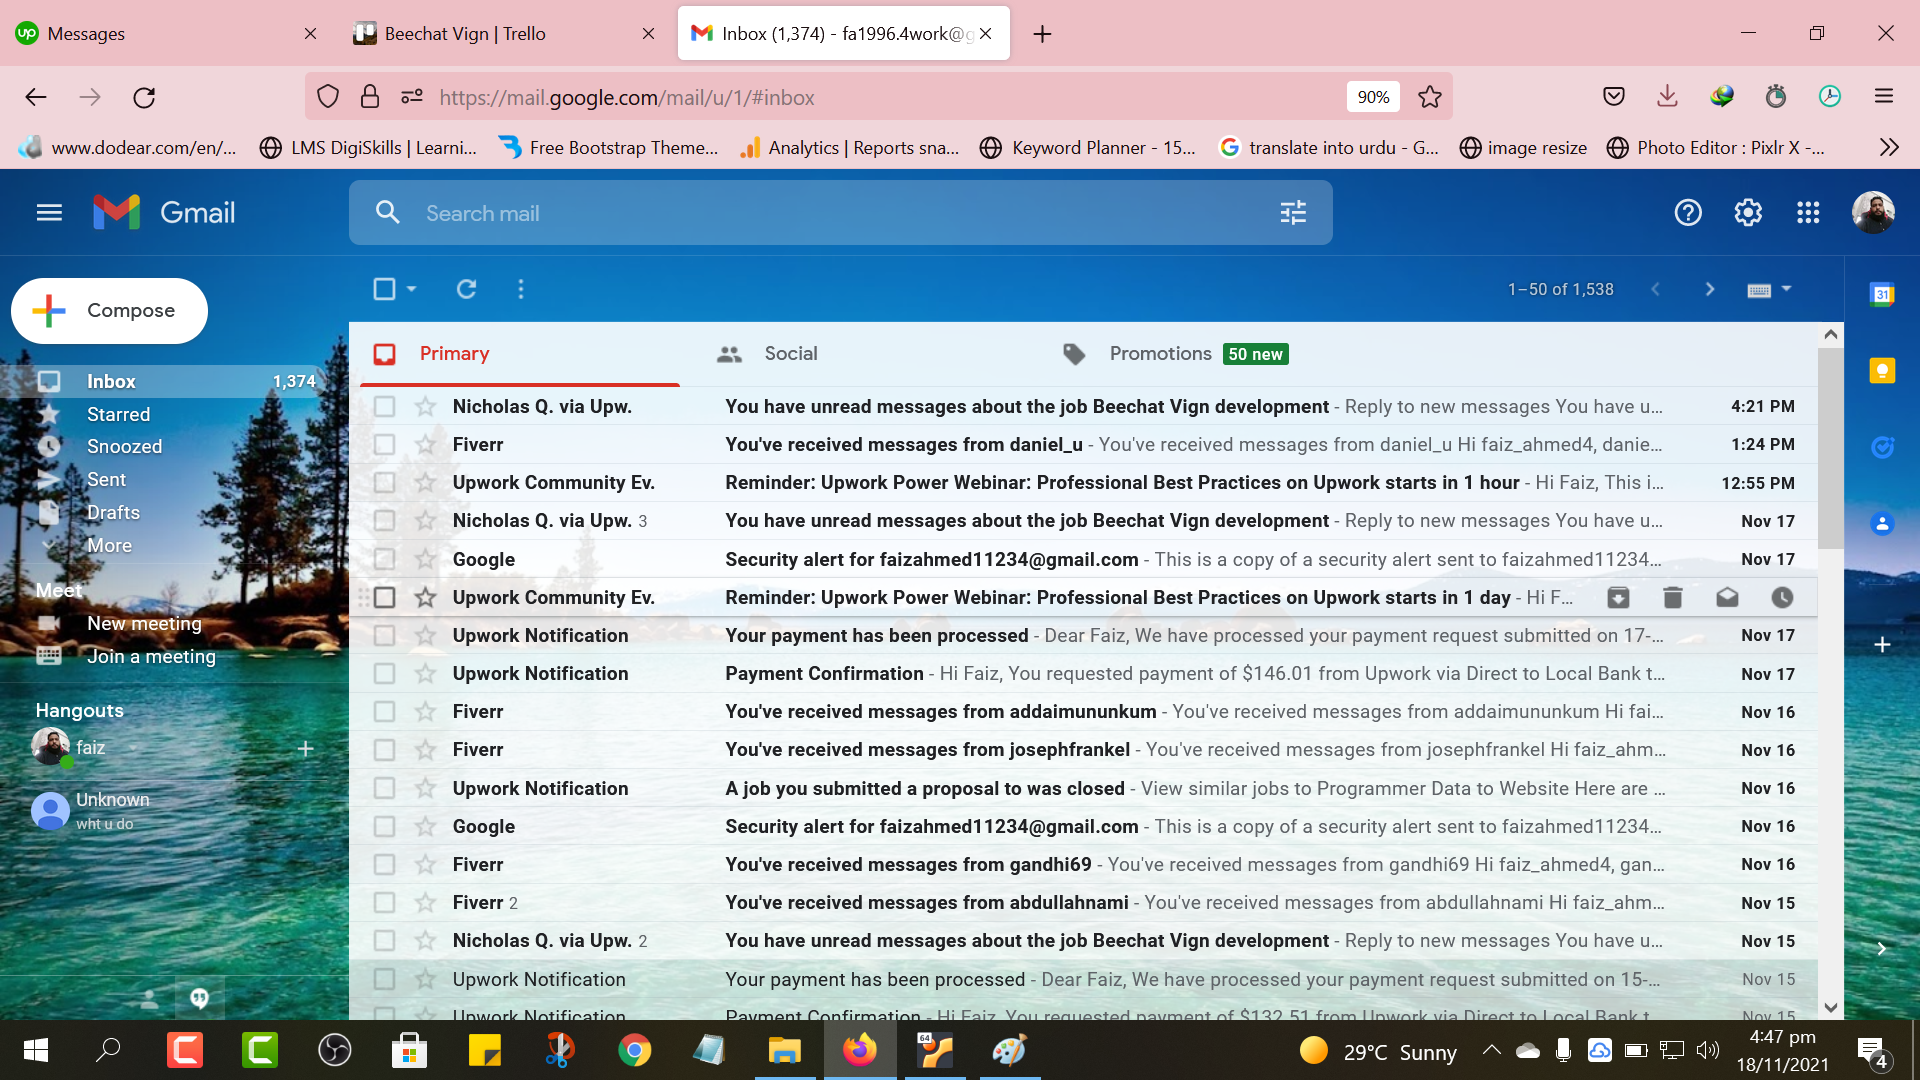 Messages
Beechat Vign | Trello
Inbox (1,374) - fa1996.4work@g
https://mail.google.com/mail/u/1/#inbox
90%
www.dodear.com/en/...
LMS DigiSkills | Learni...
Free Bootstrap Theme...
Analytics | Reports sna...
Keyword Planner - 15...
translate into urdu - G...
image resize
Photo Editor : Pixlr X -...
Gmail
Search mail
Compose
1–50 of 1,538
31
Inbox 1,374
Starred
Snoozed
Sent
Drafts
More
Meet
New meeting
Join a meeting
Hangouts
faiz
Unknown
wht u do
Primary
Social
Promotions 50 new
Nicholas Q. via Upw. You have unread messages about the job Beechat Vign development - Reply to new messages You have u... 4:21 PM
Fiverr You've received messages from daniel_u - You've received messages from daniel_u Hi faiz_ahmed4, danie... 1:24 PM
Upwork Community Ev. Reminder: Upwork Power Webinar: Professional Best Practices on Upwork starts in 1 hour - Hi Faiz, This i... 12:55 PM
Nicholas Q. via Upw. 3 You have unread messages about the job Beechat Vign development - Reply to new messages You have u... Nov 17
Google Security alert for faizahmed11234@gmail.com - This is a copy of a security alert sent to faizahmed11234... Nov 17
Upwork Community Ev. Reminder: Upwork Power Webinar: Professional Best Practices on Upwork starts in 1 day - Hi F...
Upwork Notification Your payment has been processed - Dear Faiz, We have processed your payment request submitted on 17-... Nov 17
Upwork Notification Payment Confirmation - Hi Faiz, You requested payment of $146.01 from Upwork via Direct to Local Bank t... Nov 17
Fiverr You've received messages from addaimununkum - You've received messages from addaimununkum Hi fai... Nov 16
Fiverr You've received messages from josephfrankel - You've received messages from josephfrankel Hi faiz_ahm... Nov 16
Upwork Notification A job you submitted a proposal to was closed - View similar jobs to Programmer Data to Website Here are ... Nov 16
Google Security alert for faizahmed11234@gmail.com - This is a copy of a security alert sent to faizahmed11234... Nov 16
Fiverr You've received messages from gandhi69 - You've received messages from gandhi69 Hi faiz_ahmed4, gan... Nov 16
Fiverr 2 You've received messages from abdullahnami - You've received messages from abdullahnami Hi faiz_ahm... Nov 15
Nicholas Q. via Upw. 2 You have unread messages about the job Beechat Vign development - Reply to new messages You have u... Nov 15
Upwork Notification Your payment has been processed - Dear Faiz, We have processed your payment request submitted on 15-... Nov 15
Upwork Notification Payment Confirmation - Hi Faiz, You requested payment of $132.51 from Upwork via Direct to Local Bank t... Nov 15
64
29°C Sunny
4:47 pm
18/11/2021
4